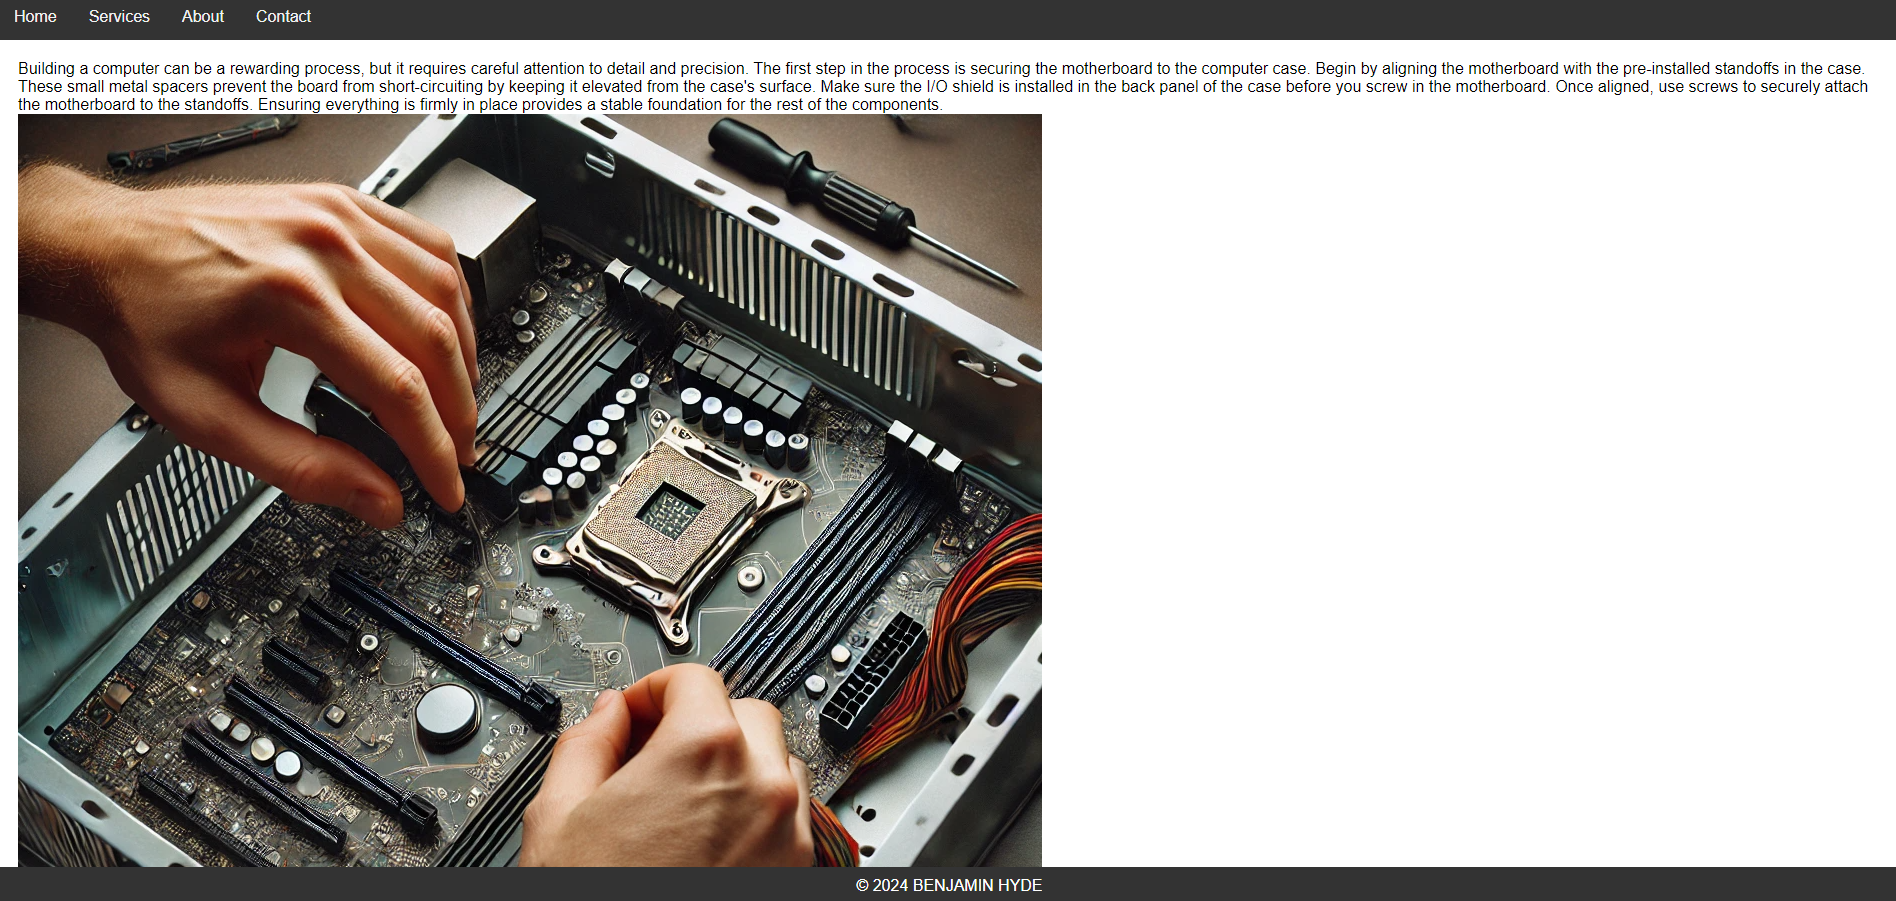 Home Services About Contact
Building a computer can be a rewarding process, but it requires careful attention to detail and precision. The first step in the process is securing the motherboard to the computer case. Begin by aligning the motherboard with the pre-installed standoffs in the case.
These small metal spacers prevent the board from short-circuiting by keeping it elevated from the case's surface. Make sure the I/O shield is installed in the back panel of the case before you screw in the motherboard. Once aligned, use screws to securely attach
the motherboard to the standoffs. Ensuring everything is firmly in place provides a stable foundation for the rest of the components.
© 2024 BENJAMIN HYDE